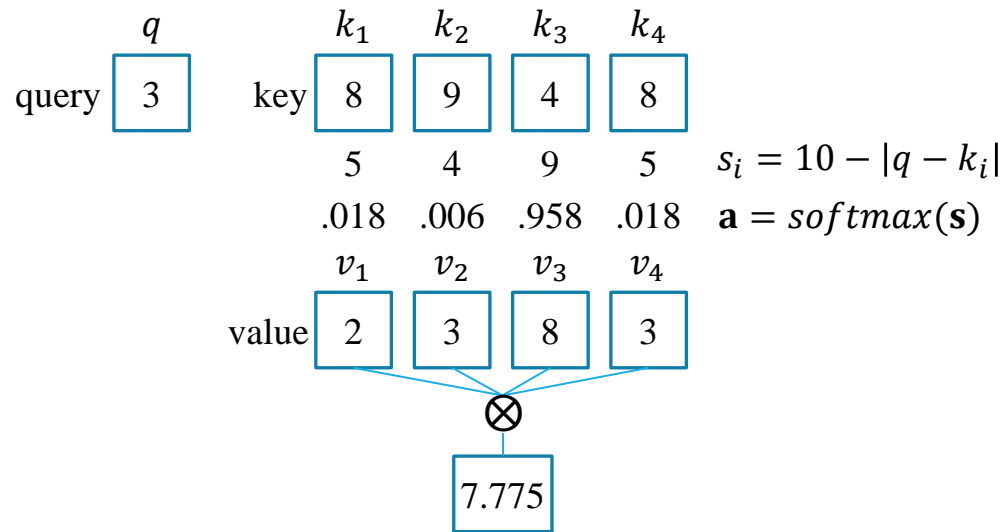 q k₁ k₂ k₃ k₄
query 3 key 8 9 4 8
5 4 9 5 sᵢ = 10 − |q − kᵢ|
.018 .006 .958 .018 𝐚 = softmax(𝐬)
v₁ v₂ v₃ v₄
value 2 3 8 3
⊗
7.775